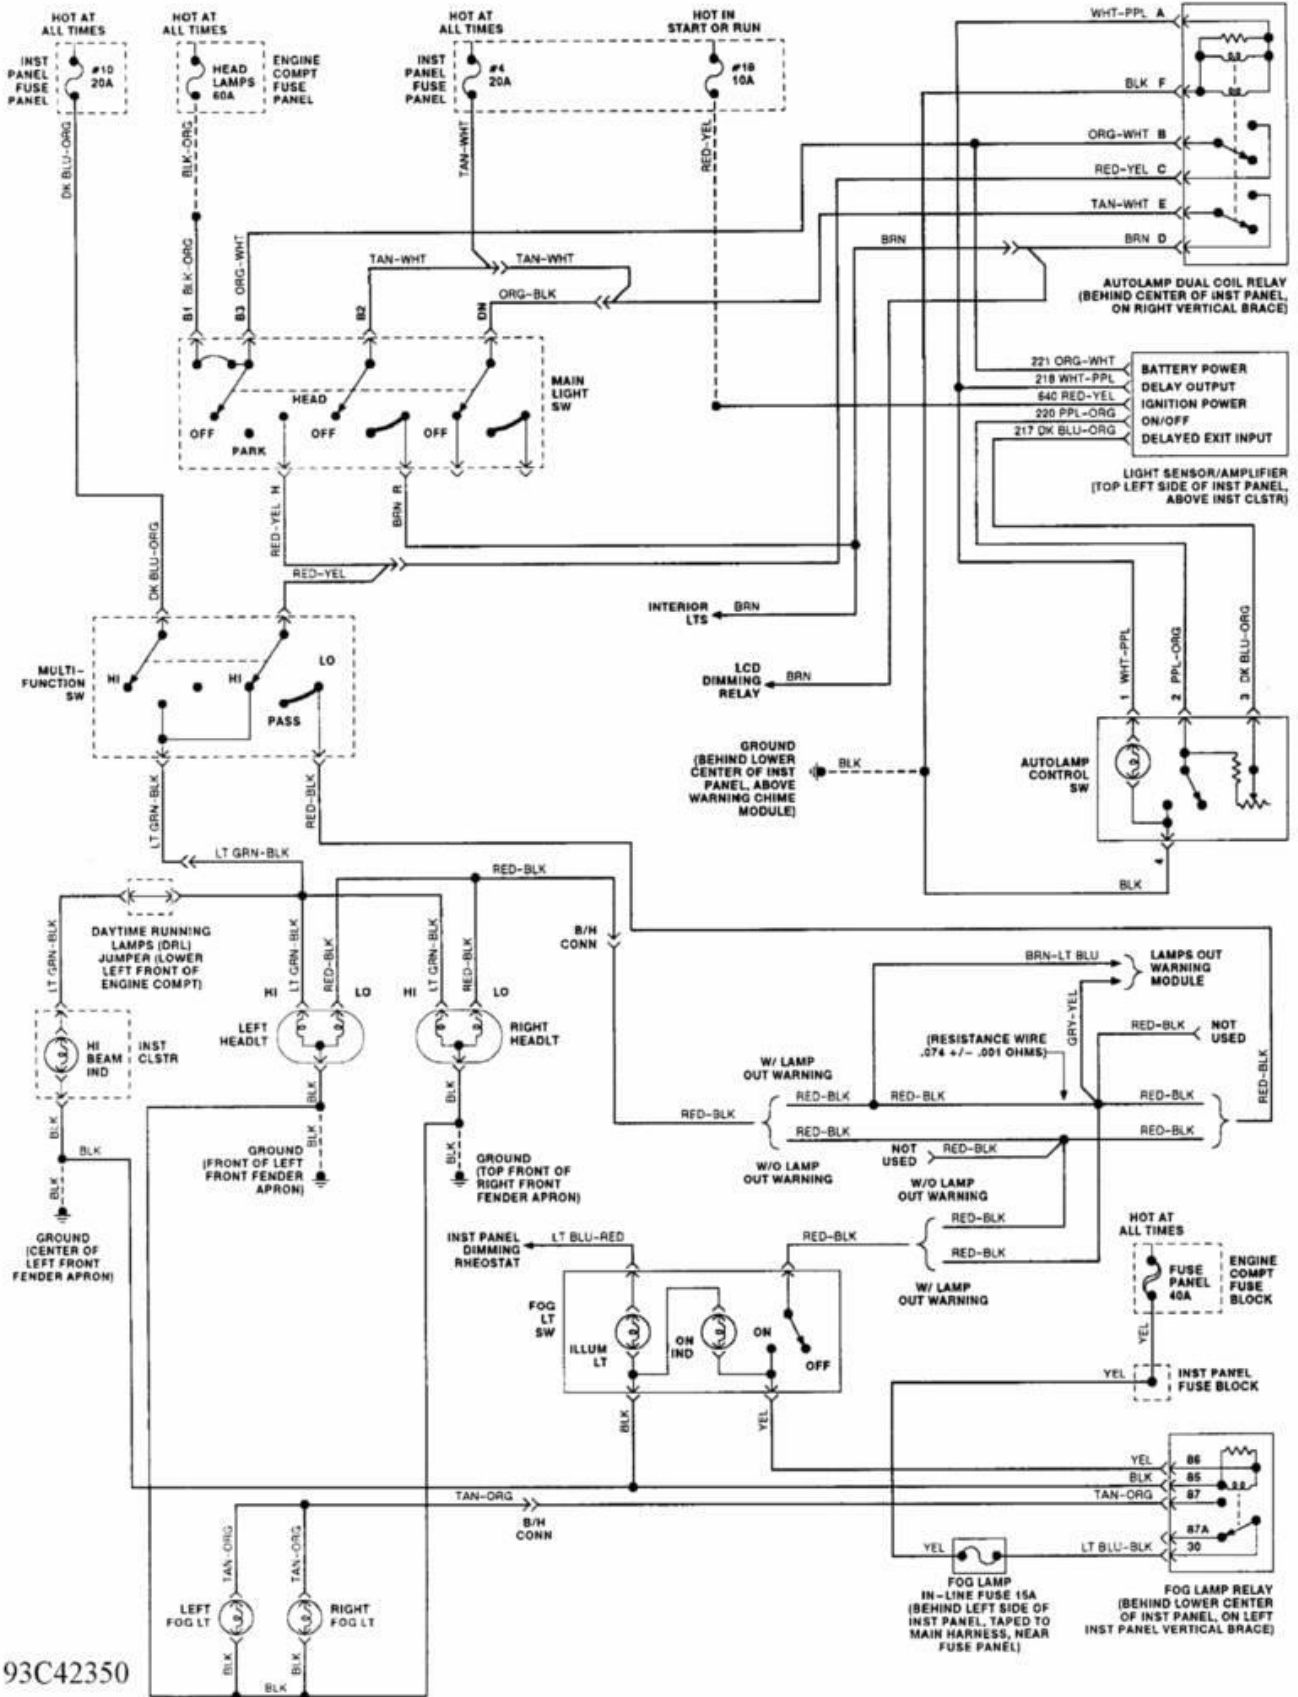 HOT AT
ALL TIMES
HOT AT
ALL TIMES
HOT AT
ALL TIMES
HOT IN
START OR RUN
INST
PANEL
FUSE
PANEL
#10
20A
HEAD
LAMPS
60A
ENGINE
COMPT
FUSE
PANEL
INST
PANEL
FUSE
PANEL
#4
20A
#18
10A
DK BLU-ORG
BLK-ORG
TAN-WHT
RED-YEL
WHT-PPL A
BLK F
ORG-WHT B
RED-YEL C
TAN-WHT E
BRN
BRN D
AUTOLAMP DUAL COIL RELAY
(BEHIND CENTER OF INST PANEL,
ON RIGHT VERTICAL BRACE)
B1 BLK-ORG
B3 ORG-WHT
TAN-WHT
TAN-WHT
ORG-BLK
B2
DN
MAIN
LIGHT
SW
HEAD
OFF
PARK
OFF
OFF
RED-YEL H
BRN R
221 ORG-WHT
BATTERY POWER
218 WHT-PPL
DELAY OUTPUT
640 RED-YEL
IGNITION POWER
220 PPL-ORG
ON/OFF
217 DK BLU-ORG
DELAYED EXIT INPUT
LIGHT SENSOR/AMPLIFIER
(TOP LEFT SIDE OF INST PANEL,
ABOVE INST CLSTR)
DK BLU-ORG
RED-YEL
INTERIOR
LTS
BRN
LCD
DIMMING
RELAY
BRN
MULTI-
FUNCTION
SW
HI
HI
LO
PASS
1 WHT-PPL
2 PPL-ORG
3 DK BLU-ORG
GROUND
(BEHIND LOWER
CENTER OF INST
PANEL, ABOVE
WARNING CHIME
MODULE)
BLK
AUTOLAMP
CONTROL
SW
4
BLK
LT GRN-BLK
RED-BLK
LT GRN-BLK
RED-BLK
DAYTIME RUNNING
LAMPS (DRL)
JUMPER (LOWER
LEFT FRONT OF
ENGINE COMPT)
LT GRN-BLK
LT GRN-BLK
RED-BLK
LT GRN-BLK
RED-BLK
B/H
CONN
HI
LO
HI
LO
LEFT
HEADLT
RIGHT
HEADLT
HI
BEAM
IND
INST
CLSTR
BRN-LT BLU
LAMPS OUT
WARNING
MODULE
GRY-YEL
(RESISTANCE WIRE
.074 +/- .001 OHMS)
RED-BLK
NOT
USED
RED-BLK
W/ LAMP
OUT WARNING
RED-BLK
RED-BLK
RED-BLK
RED-BLK
RED-BLK
RED-BLK
W/O LAMP
OUT WARNING
NOT
USED
RED-BLK
BLK
BLK
BLK
BLK
BLK
BLK
BLK
GROUND
(FRONT OF LEFT
FRONT FENDER
APRON)
GROUND
(TOP FRONT OF
RIGHT FRONT
FENDER APRON)
GROUND
(CENTER OF
LEFT FRONT
FENDER APRON)
W/O LAMP
OUT WARNING
RED-BLK
RED-BLK
RED-BLK
W/ LAMP
OUT WARNING
INST PANEL
DIMMING
RHEOSTAT
LT BLU-RED
FOG
LT
SW
ILLUM
LT
ON
IND
ON
OFF
HOT AT
ALL TIMES
FUSE
PANEL
40A
ENGINE
COMPT
FUSE
BLOCK
YEL
YEL
INST PANEL
FUSE BLOCK
BLK
YEL
YEL 86
BLK 85
TAN-ORG 87
87A
LT BLU-BLK 30
TAN-ORG
B/H
CONN
YEL
FOG LAMP
IN-LINE FUSE 15A
(BEHIND LEFT SIDE OF
INST PANEL, TAPED TO
MAIN HARNESS, NEAR
FUSE PANEL)
FOG LAMP RELAY
(BEHIND LOWER CENTER
OF INST PANEL, ON LEFT
INST PANEL VERTICAL BRACE)
TAN-ORG
TAN-ORG
LEFT
FOG LT
RIGHT
FOG LT
BLK
BLK
BLK
93C42350